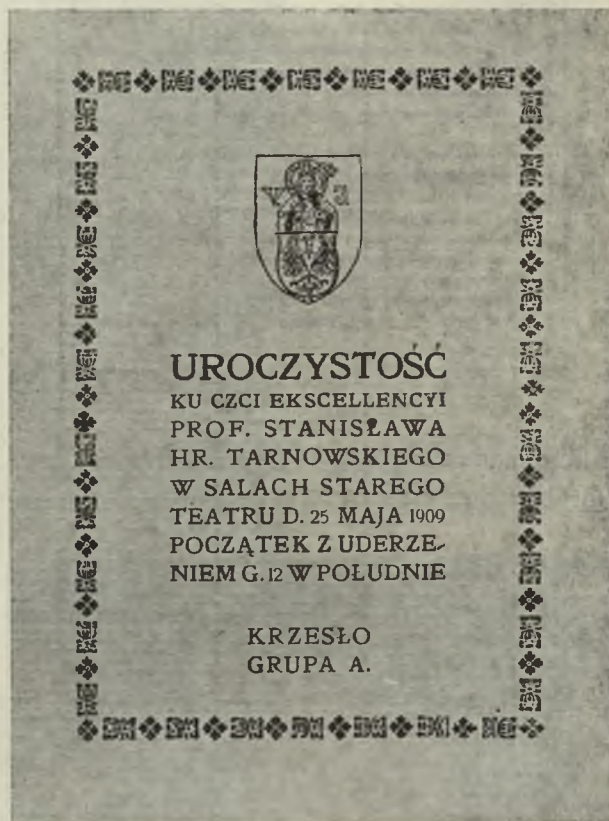 UROCZYSTOŚĆ
KU CZCI EKSCELLENCYI
PROF. STANISŁAWA
HR. TARNOWSKIEGO
W SALACH STAREGO
TEATRU D. 25 MAJA 1909
POCZĄTEK Z UDERZE-
NIEM G. 12 W POŁUDNIE
KRZESŁO
GRUPA A.